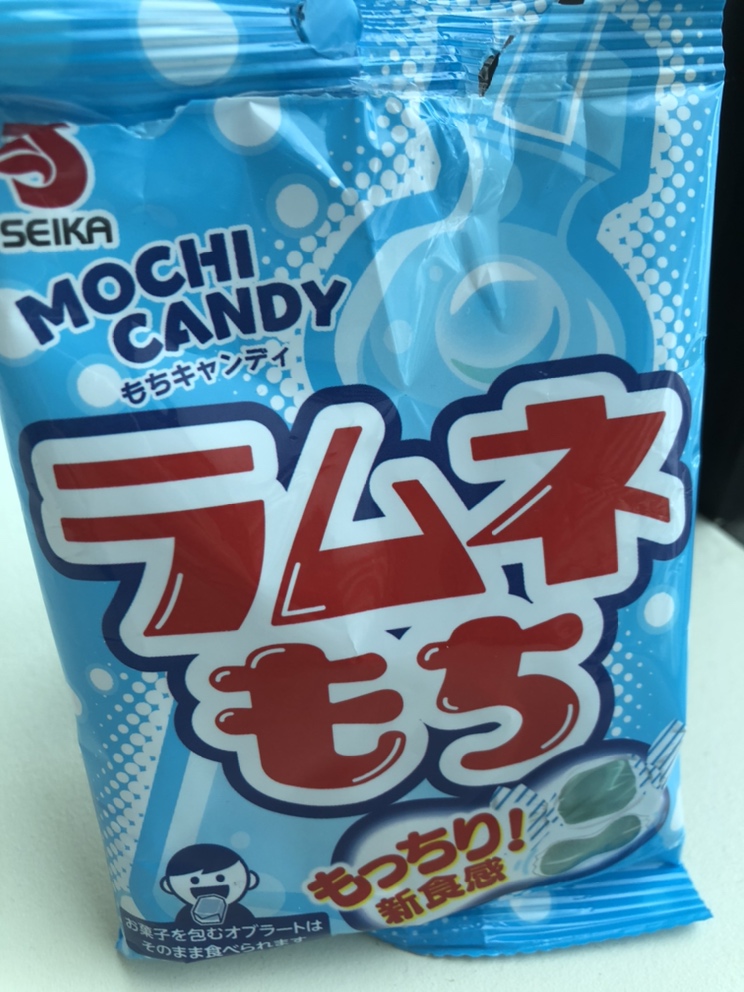 SEIKA
MOCHI
CANDY
もちキャンディ
ラムネ
もち
もっちり!
新食感
お菓子を包むオブラートは
そのまま食べられます